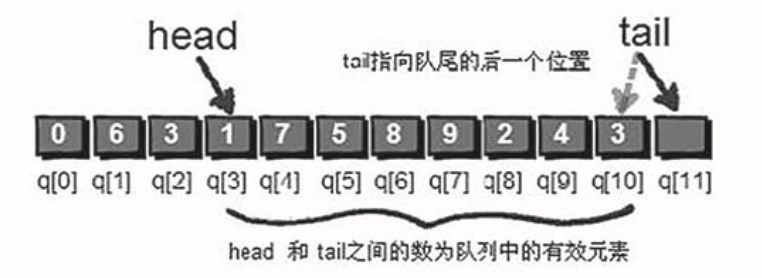 head
tail
tail指向队尾的后一个位置
0 6 3 1 7 5 8 9 2 4 3
q[0] q[1] q[2] q[3] q[4] q[5] q[6] q[7] q[8] q[9] q[10] q[11]
head 和 tail之间的数为队列中的有效元素